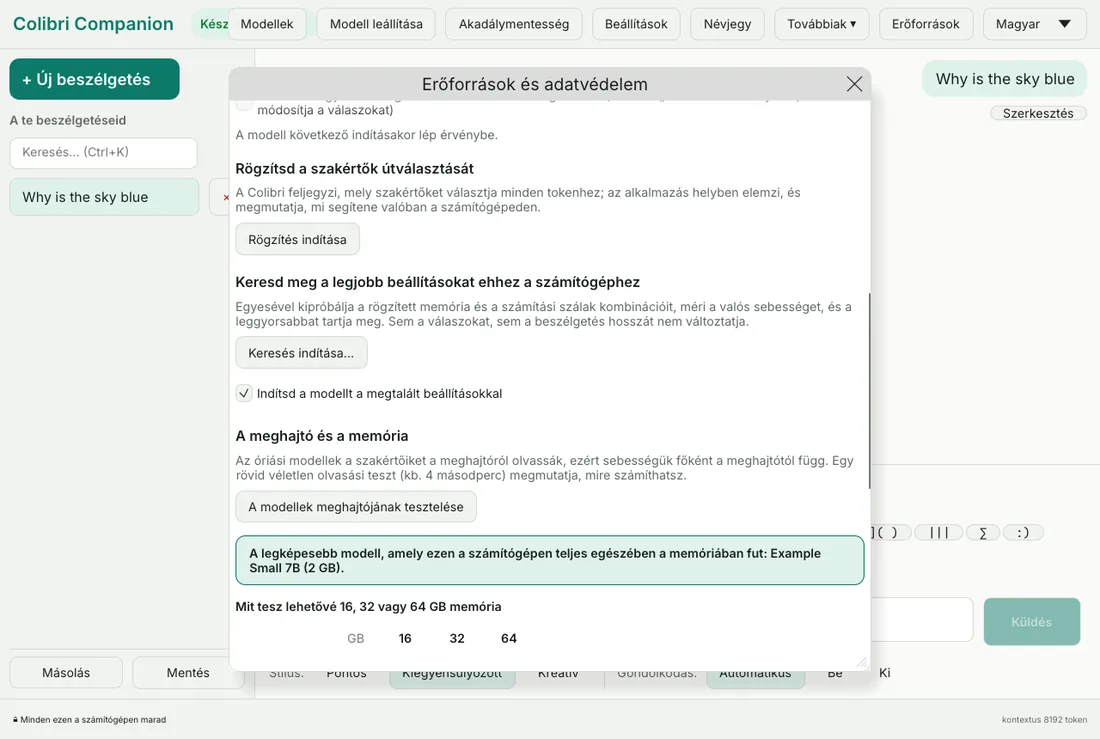 Colibri Companion
Kész
Modellek
Modell leállítása
Akadálymentesség
Beállítások
Névjegy
Továbbiak ▾
Erőforrások
Magyar
+ Új beszélgetés
A te beszélgetéseid
Keresés... (Ctrl+K)
Why is the sky blue
×
Why is the sky blue
Szerkesztés
Erőforrások és adatvédelem
módosítja a válaszokat)
A modell következő indításakor lép érvénybe.
Rögzítsd a szakértők útválasztását
A Colibri feljegyzi, mely szakértőket választja minden tokenhez; az alkalmazás helyben elemzi, és
megmutatja, mi segítene valóban a számítógépeden.
Rögzítés indítása
Keresd meg a legjobb beállításokat ehhez a számítógéphez
Egyesével kipróbálja a rögzített memória és a számítási szálak kombinációit, méri a valós sebességet, és a
leggyorsabbat tartja meg. Sem a válaszokat, sem a beszélgetés hosszát nem változtatja.
Keresés indítása...
Indítsd a modellt a megtalált beállításokkal
A meghajtó és a memória
Az óriási modellek a szakértőiket a meghajtóról olvassák, ezért sebességük főként a meghajtótól függ. Egy
rövid véletlen olvasási teszt (kb. 4 másodperc) megmutatja, mire számíthatsz.
A modellek meghajtójának tesztelése
A legképesebb modell, amely ezen a számítógépen teljes egészében a memóriában fut: Example
Small 7B (2 GB).
Mit tesz lehetővé 16, 32 vagy 64 GB memória
GB 16 32 64
]( )
|||
∑
:)
Küldés
Másolás
Mentés
Stílus:
Pontos
Kiegyensúlyozott
Kreatív
Gondolkodás:
Automatikus
Be
Ki
Minden ezen a számítógépen marad
kontextus 8192 token